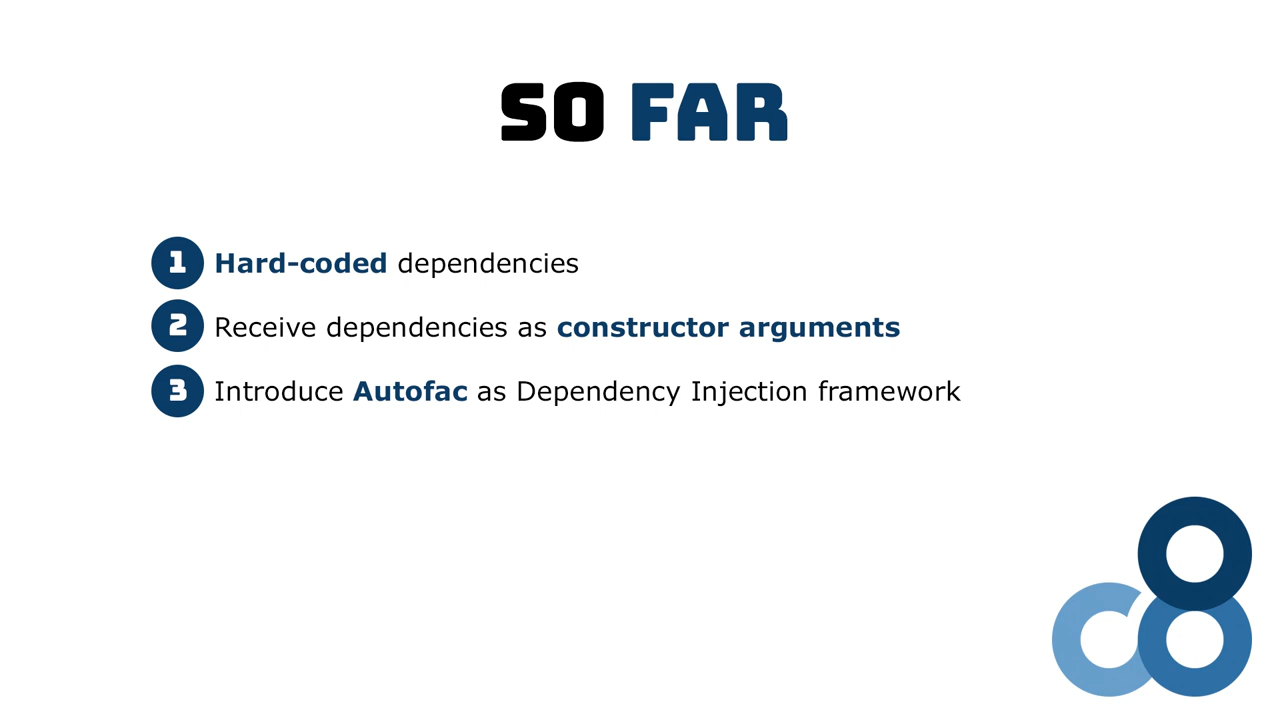 SO FAR
1 Hard-coded dependencies
2 Receive dependencies as constructor arguments
3 Introduce Autofac as Dependency Injection framework